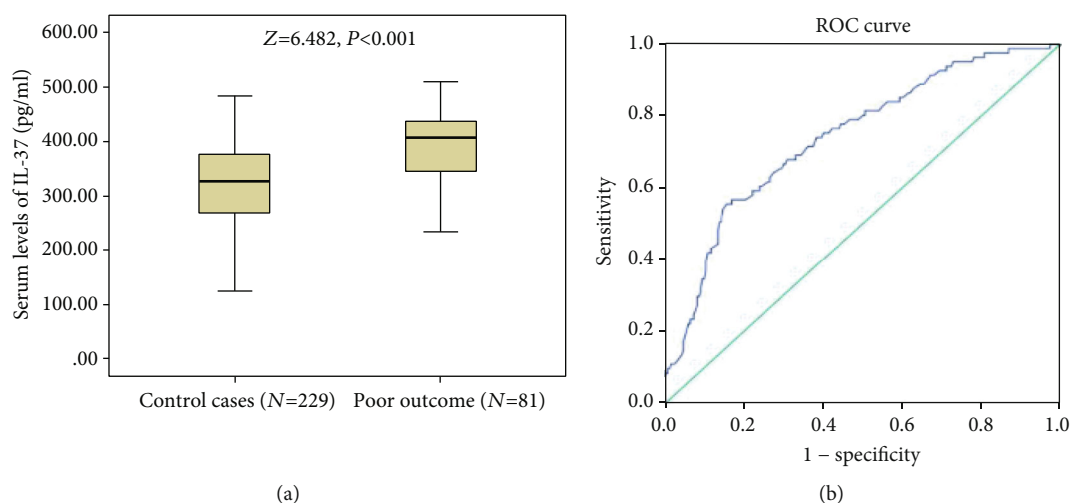 600.00
500.00
400.00
300.00
200.00
100.00
.00
Serum levels of IL-37 (pg/ml)
Z=6.482, P<0.001
Control cases (N=229)
Poor outcome (N=81)
(a)
ROC curve
1.0
0.8
0.6
0.4
0.2
0.0
Sensitivity
0.0 0.2 0.4 0.6 0.8 1.0
1 − specificity
(b)